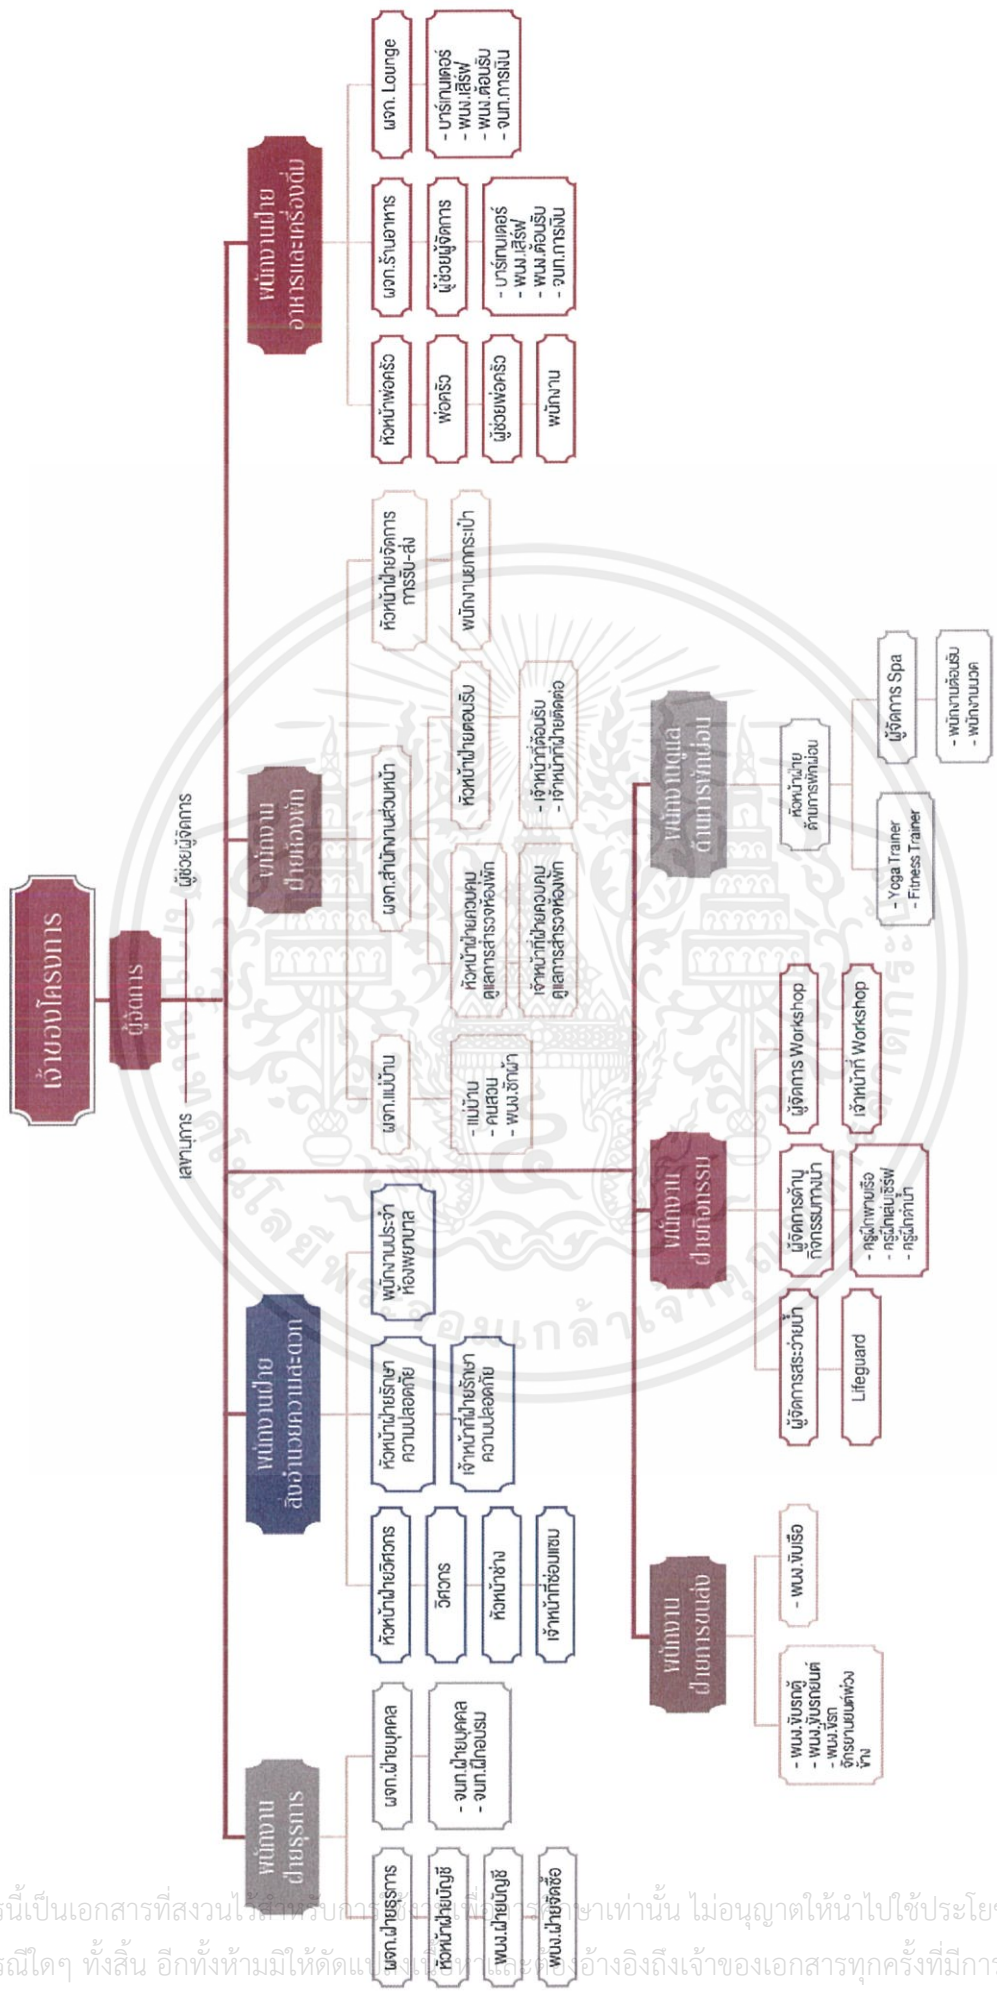 เจ้าของโครงการ
ผู้จัดการ
เลขานุการ
ผู้ช่วยผู้จัดการ
พนักงาน
ฝ่ายธุรการ
ผจก.ฝ่ายธุรการ
หัวหน้าฝ่ายบัญชี
พนง.ฝ่ายบัญชี
พนง.ฝ่ายจัดซื้อ
ผจก.ฝ่ายบุคคล
- จนท.ฝ่ายบุคคล
- จนท.ฝึกอบรม
พนักงานฝ่าย
สิ่งอำนวยความสะดวก
หัวหน้าฝ่ายวิศวกร
วิศวกร
หัวหน้าช่าง
เจ้าหน้าที่ซ่อมแซม
หัวหน้าฝ่ายรักษา
ความปลอดภัย
เจ้าหน้าที่ฝ่ายรักษา
ความปลอดภัย
พนักงานประจำ
ห้องพยาบาล
พนักงาน
ฝ่ายห้องพัก
ผจก.แม่บ้าน
- แม่บ้าน
- คนสวน
- พนง.ซักผ้า
ผจก.สำนักงานส่วนหน้า
หัวหน้าฝ่ายควบคุม
ดูแลการสำรวจห้องพัก
เจ้าหน้าที่ฝ่ายควบคุม
ดูแลการสำรวจห้องพัก
หัวหน้าฝ่ายตอนรับ
- เจ้าหน้าที่ต้อนรับ
- เจ้าหน้าที่ฝ่ายติดต่อ
หัวหน้าฝ่ายจัดการ
การรับ-ส่ง
พนักงานยกกระเป๋า
พนักงานฝ่าย
อาหารและเครื่องดื่ม
หัวหน้าพ่อครัว
พ่อครัว
ผู้ช่วยพ่อครัว
พนักงาน
ผจก.ร้านอาหาร
ผู้ช่วยผู้จัดการ
- บาร์เทนเดอร์
- พนง.เสิร์ฟ
- พนง.ต้อนรับ
- จนท.การเงิน
ผจก. Lounge
- บาร์เทนเดอร์
- พนง.เสิร์ฟ
- พนง.ต้อนรับ
- จนท.การเงิน
พนักงาน
ฝ่ายการขนส่ง
- พนง.ขับรถตู้
- พนง.ขับรถยนต์
- พนง.ขี่รถ
จักรยานยนต์พ่วง
ข้าง
- พนง.ขับเรือ
พนักงาน
ฝ่ายกิจกรรม
ผู้จัดการสระว่ายน้ำ
Lifeguard
ผู้จัดการด้าน
กิจกรรมทางน้ำ
- ครูฝึกพายเรือ
- ครูฝึกเล่นเซิร์ฟ
- ครูฝึกดำน้ำ
ผู้จัดการ Workshop
เจ้าหน้าที่ Workshop
พนักงานดูแล
ด้านการพักผ่อน
หัวหน้าฝ่าย
ด้านการพักผ่อน
- Yoga Trainer
- Fitness Trainer
ผู้จัดการ Spa
- พนักงานต้อนรับ
- พนักงานนวด